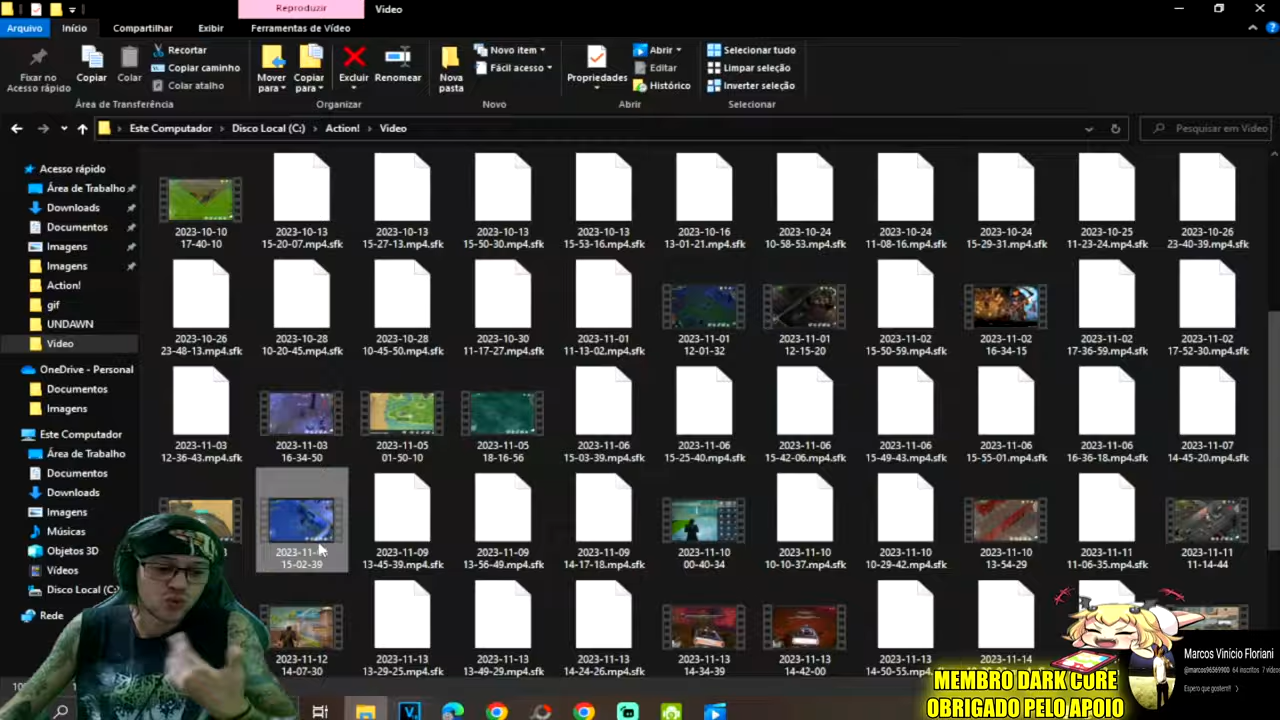 Reproduzir
Video
Arquivo
Início
Compartilhar
Exibir
Ferramentas de Vídeo
Fixar no
Acesso rápido
Copiar
Colar
Recortar
Copiar caminho
Colar atalho
Área de Transferência
Mover
para
Copiar
para
Excluir
Renomear
Organizar
Nova
pasta
Novo item
Fácil acesso
Novo
Propriedades
Abrir
Editar
Histórico
Abrir
Selecionar tudo
Limpar seleção
Inverter seleção
Selecionar
Este Computador
Disco Local (C:)
Action!
Video
Pesquisar em Video
Acesso rápido
Área de Trabalho
Downloads
Documentos
Imagens
Imagens
Action!
gif
UNDAWN
Video
OneDrive - Personal
Documentos
Imagens
Este Computador
Área de Trabalho
Documentos
Downloads
Imagens
Músicas
Objetos 3D
Vídeos
Disco Local (C:
Rede
2023-10-10
17-40-10
2023-10-13
15-20-07.mp4.sfk
2023-10-13
15-27-13.mp4.sfk
2023-10-13
15-50-30.mp4.sfk
2023-10-13
15-53-16.mp4.sfk
2023-10-16
13-01-21.mp4.sfk
2023-10-24
10-58-53.mp4.sfk
2023-10-24
11-08-16.mp4.sfk
2023-10-24
15-29-31.mp4.sfk
2023-10-25
11-23-24.mp4.sfk
2023-10-26
23-40-39.mp4.sfk
2023-10-26
23-48-13.mp4.sfk
2023-10-28
10-20-45.mp4.sfk
2023-10-28
10-45-50.mp4.sfk
2023-10-30
11-17-27.mp4.sfk
2023-11-01
11-13-02.mp4.sfk
2023-11-01
12-01-32
2023-11-01
12-15-20
2023-11-02
15-50-59.mp4.sfk
2023-11-02
16-34-15
2023-11-02
17-36-59.mp4.sfk
2023-11-02
17-52-30.mp4.sfk
2023-11-03
12-36-43.mp4.sfk
2023-11-03
16-34-50
2023-11-05
01-50-10
2023-11-05
18-16-56
2023-11-06
15-03-39.mp4.sfk
2023-11-06
15-25-40.mp4.sfk
2023-11-06
15-42-06.mp4.sfk
2023-11-06
15-49-43.mp4.sfk
2023-11-06
15-55-01.mp4.sfk
2023-11-06
16-36-18.mp4.sfk
2023-11-07
14-45-20.mp4.sfk
15-02-39
2023-11-09
13-45-39.mp4.sfk
2023-11-09
13-56-49.mp4.sfk
2023-11-09
14-17-18.mp4.sfk
2023-11-10
00-40-34
2023-11-10
10-10-37.mp4.sfk
2023-11-10
10-29-42.mp4.sfk
2023-11-10
13-54-29
2023-11-11
11-06-35.mp4.sfk
2023-11-11
11-14-44
2023-11-12
14-07-30
2023-11-13
13-29-25.mp4.sfk
2023-11-13
13-50-55.mp4.sfk
2023-11-13
14-24-26.mp4.sfk
2023-11-13
14-34-39
2023-11-13
14-42-00
2023-11-13
14-50-55.mp4.sfk
2023-11-14
MEMBRO DARK CORE
OBRIGADO PELO APOIO
Marcos Vinício Floriani
@marcos96569900 64 inscritos 7 vídeos
Espero que gostem!!